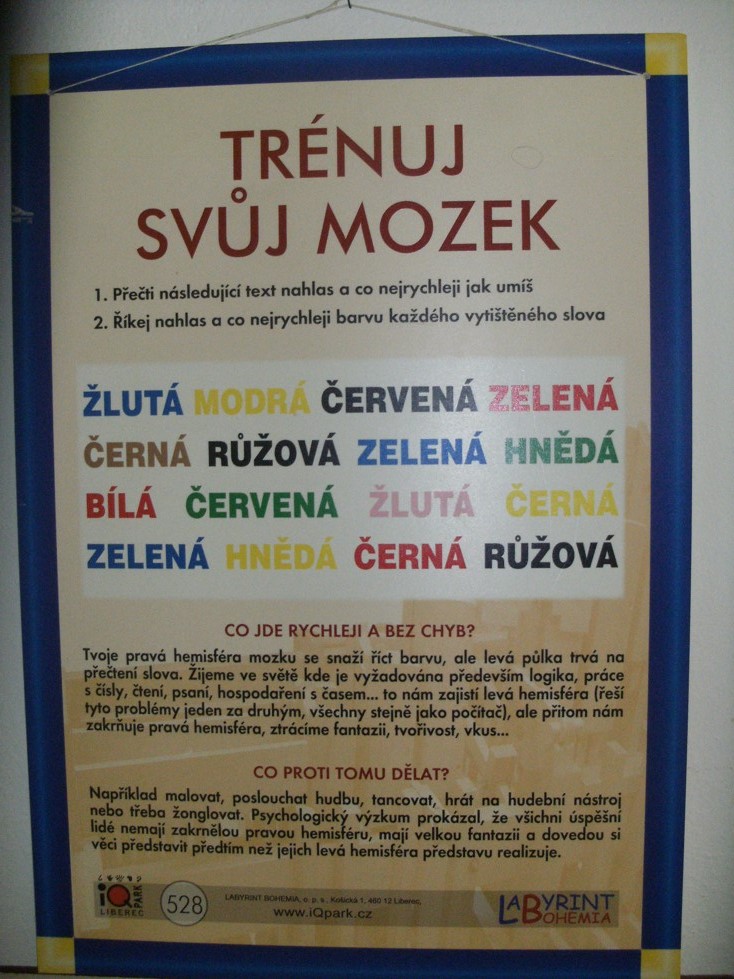 TRÉNUJ
SVŮJ MOZEK
1. Přečti následující text nahlas a co nejrychleji jak umíš
2. Říkej nahlas a co nejrychleji barvu každého vytištěného slova
ŽLUTÁ MODRÁ ČERVENÁ ZELENÁ
ČERNÁ RŮŽOVÁ ZELENÁ HNĚDÁ
BÍLÁ ČERVENÁ ŽLUTÁ ČERNÁ
ZELENÁ HNĚDÁ ČERNÁ RŮŽOVÁ
CO JDE RYCHLEJI A BEZ CHYB?
Tvoje pravá hemisféra mozku se snaží říct barvu, ale levá půlka trvá na
přečtení slova. Žijeme ve světě kde je vyžadována především logika, práce
s čísly, čtení, psaní, hospodaření s časem... to nám zajistí levá hemisféra (řeší
tyto problémy jeden za druhým, všechny stejně jako počítač), ale přitom nám
zakrňuje pravá hemisféra, ztrácíme fantazii, tvořivost, vkus...
CO PROTI TOMU DĚLAT?
Například malovat, poslouchat hudbu, tancovat, hrát na hudební nástroj
nebo třeba žonglovat. Psychologický výzkum prokázal, že všichni úspěšní
lidé nemají zakrnělou pravou hemisféru, mají velkou fantazii a dovedou si
věci představit předtím než jejich levá hemisféra představu realizuje.
iQ PARK
LIBEREC
528
LABYRINT BOHEMIA, o. p. s., Košická 1, 460 12 Liberec,
www.iQpark.cz
LABYRINT
BOHEMIA